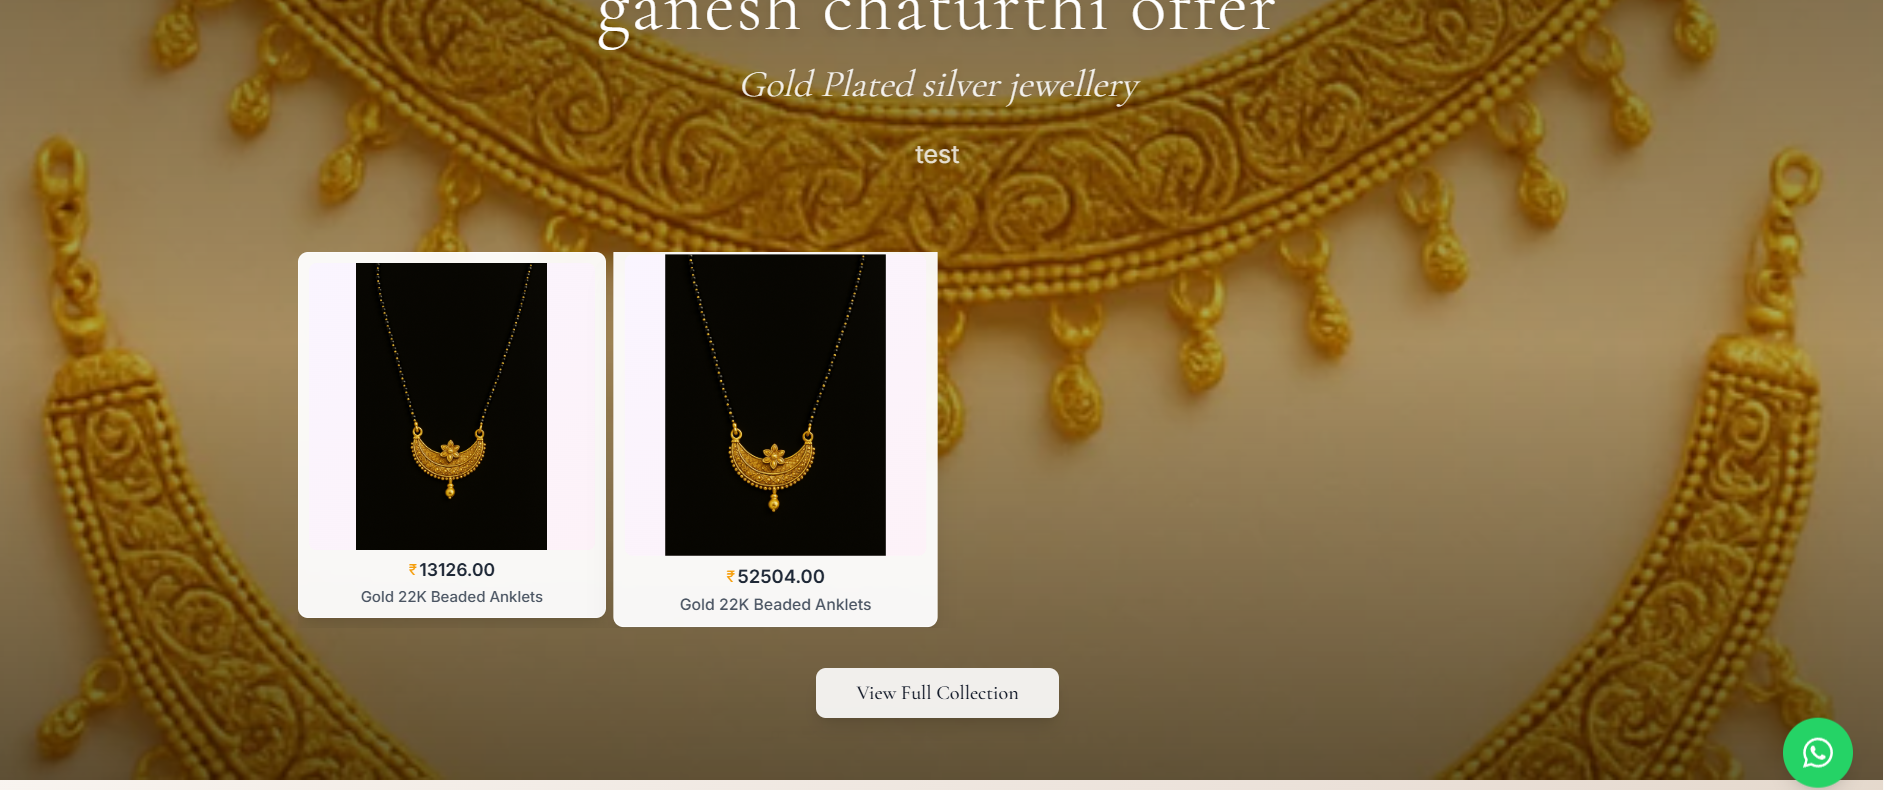 ganesh chaturthi offer
Gold Plated silver jewellery
test
₹13126.00
Gold 22K Beaded Anklets
₹52504.00
Gold 22K Beaded Anklets
View Full Collection